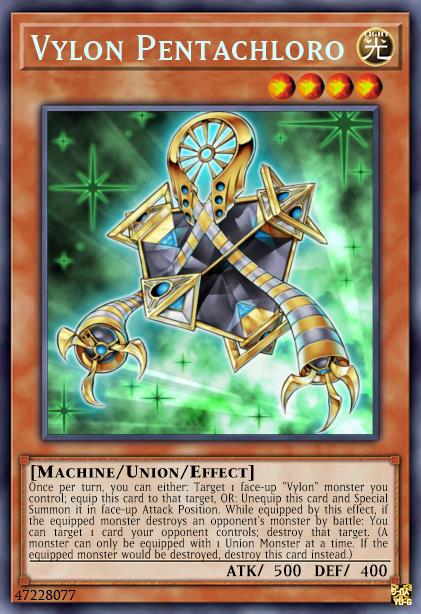 VYLON PENTACHLORO
LIGHT
光
[MACHINE/UNION/EFFECT]
Once per turn, you can either: Target 1 face-up "Vylon" monster you
control; equip this card to that target, OR: Unequip this card and Special
Summon it in face-up Attack Position. While equipped by this effect, if
the equipped monster destroys an opponent's monster by battle: You
can target 1 card your opponent controls; destroy that target. (A
monster can only be equipped with 1 Union Monster at a time. If the
equipped monster would be destroyed, destroy this card instead.)
ATK/ 500 DEF/ 400
47228077